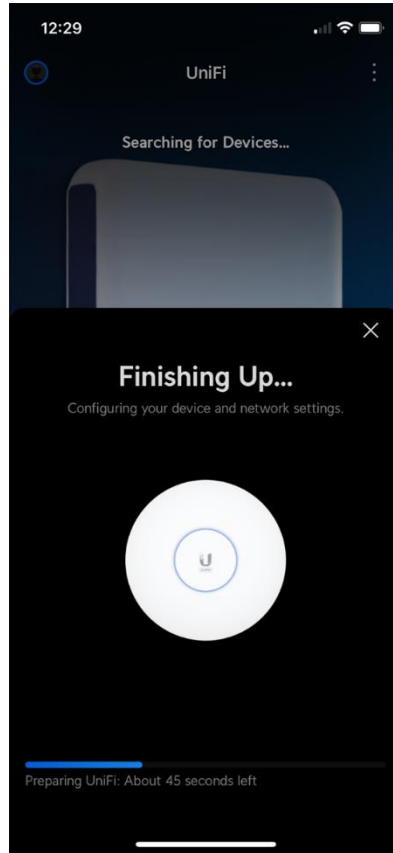 12:29
UniFi
Searching for Devices...
Finishing Up...
Configuring your device and network settings.
U
Preparing UniFi: About 45 seconds left